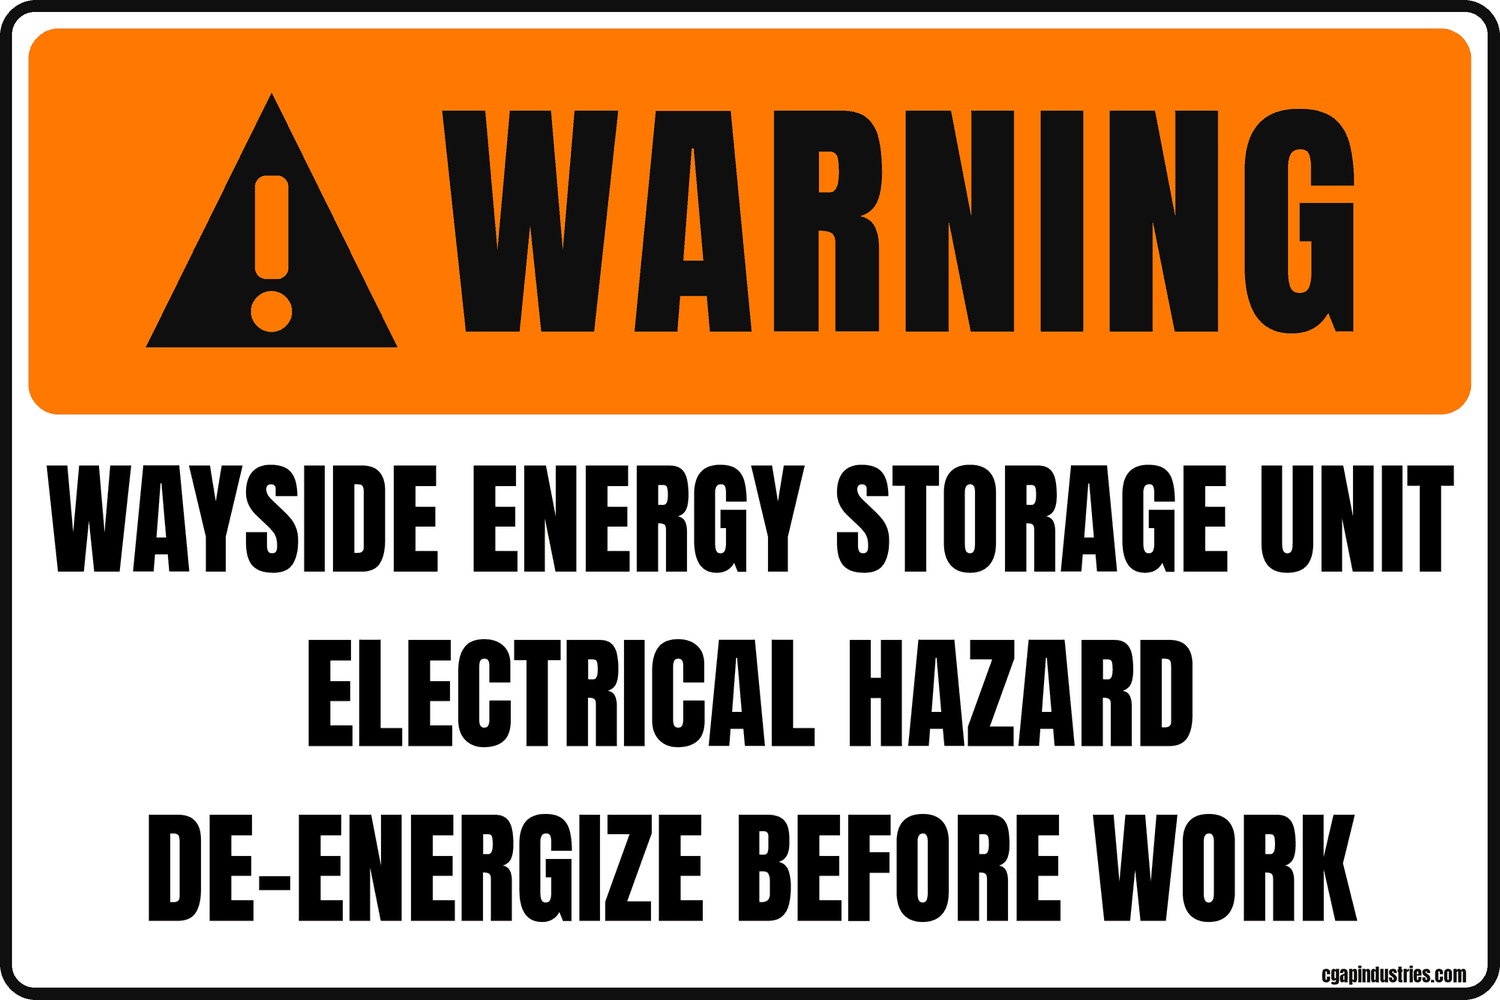 WARNING
WAYSIDE ENERGY STORAGE UNIT
ELECTRICAL HAZARD
DE-ENERGIZE BEFORE WORK
cgapindustries.com